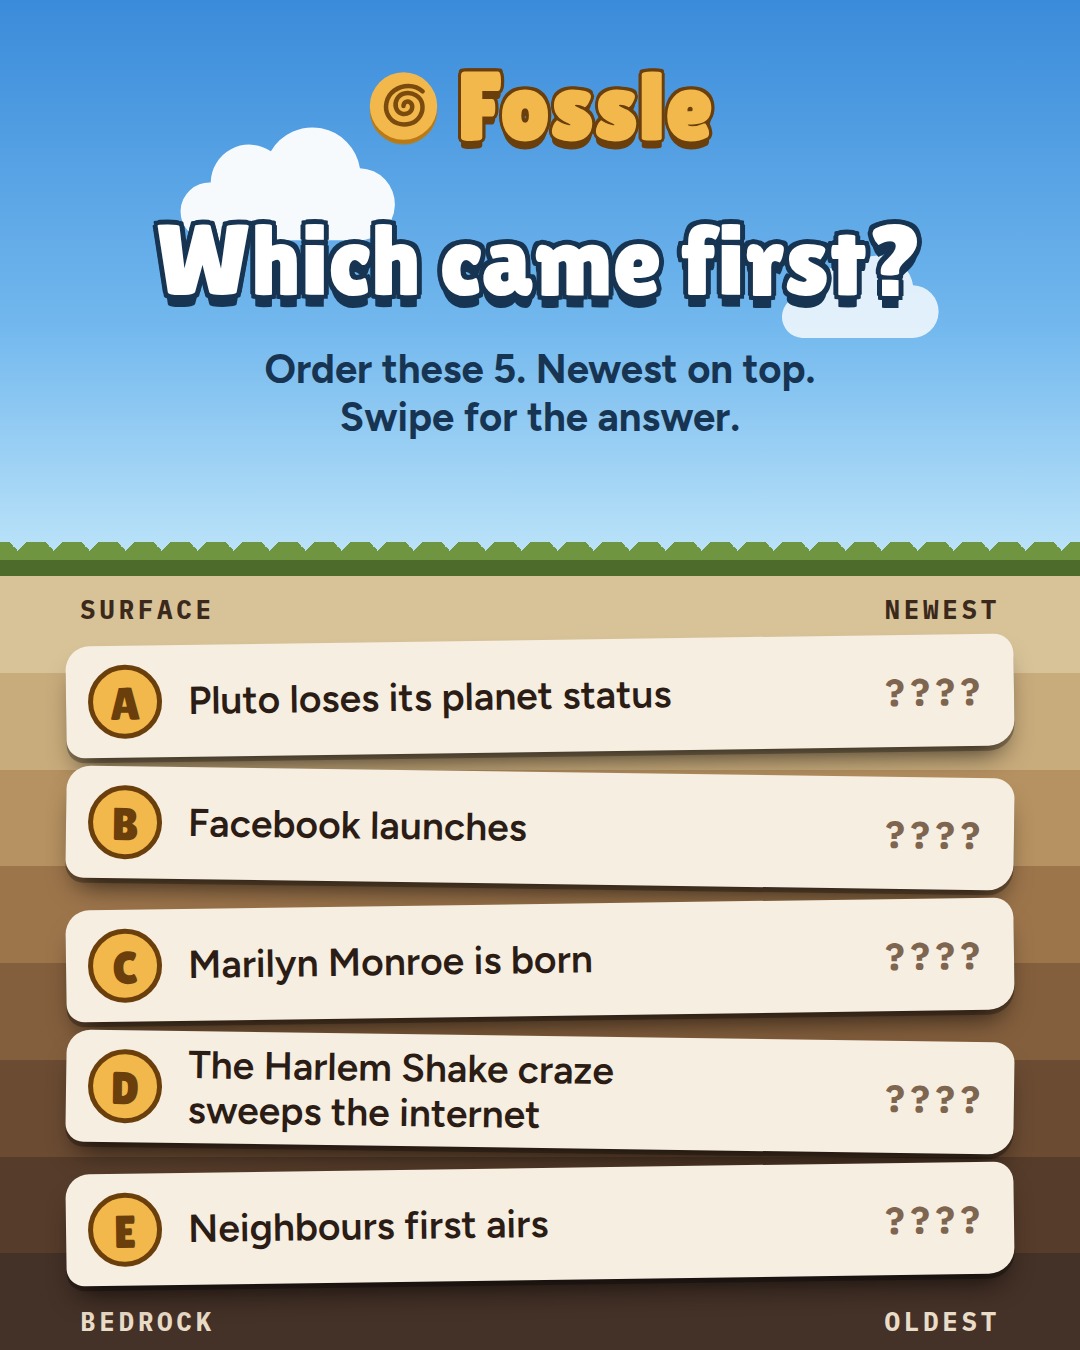 Fossle
Which came first?
Order these 5. Newest on top.
Swipe for the answer.
SURFACE NEWEST
A Pluto loses its planet status ????
B Facebook launches ????
C Marilyn Monroe is born ????
D The Harlem Shake craze
sweeps the internet ????
E Neighbours first airs ????
BEDROCK OLDEST